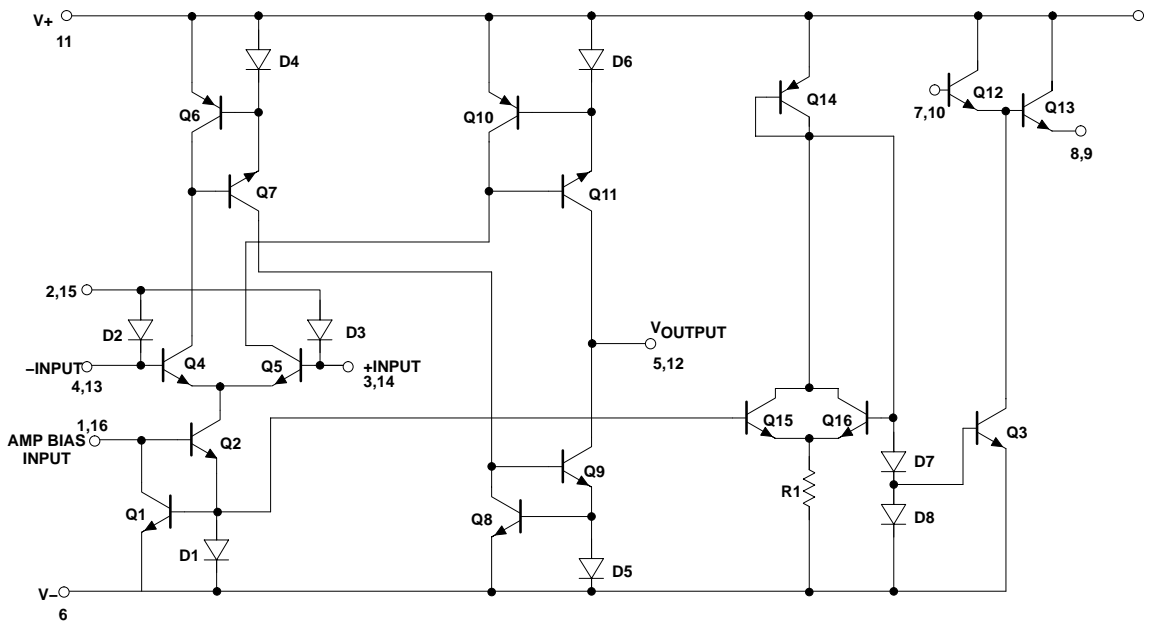 V+
11
D4
D6
Q6
Q10
Q14
Q12
7,10
Q13
8,9
Q7
Q11
2,15
D2
D3
VOUTPUT
5,12
–INPUT
4,13
Q4
Q5
+INPUT
3,14
1,16
AMP BIAS
INPUT
Q2
Q15
Q16
Q3
Q9
D7
R1
Q1
Q8
D8
D1
D5
V–
6